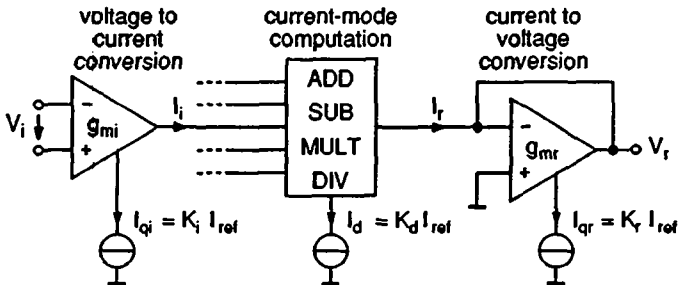 voltage to
current
conversion
current-mode
computation
current to
voltage
conversion
ADD
SUB
MULT
DIV
V_i
-
+
g_mi
I_i
I_r
-
+
g_mr
V_r
I_qi = K_i I_ref
I_d = K_d I_ref
I_qr = K_r I_ref